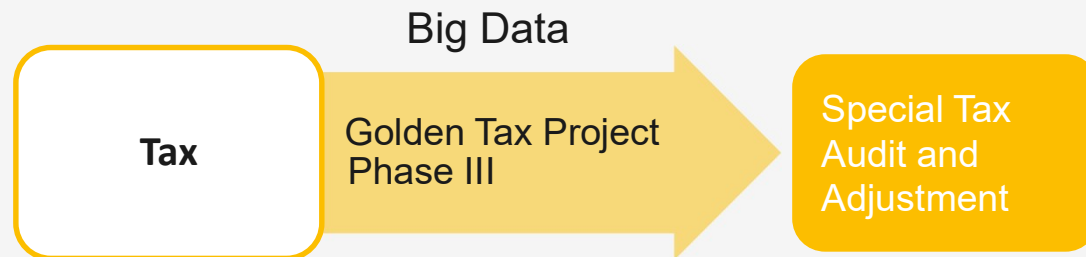 Big Data
Tax
Golden Tax Project
Phase III
Special Tax
Audit and
Adjustment